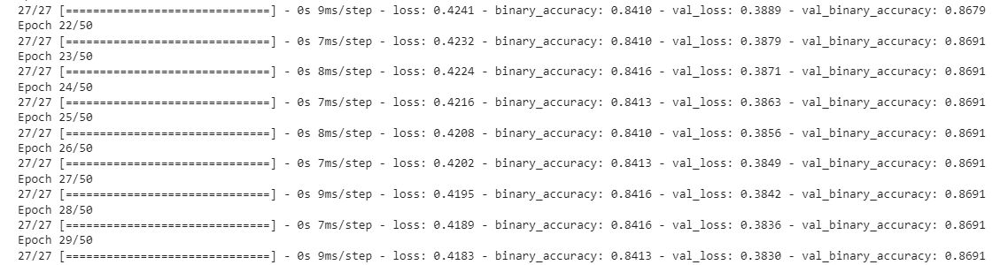 27/27 [==============================] - 0s 9ms/step - loss: 0.4241 - binary_accuracy: 0.8410 - val_loss: 0.3889 - val_binary_accuracy: 0.8679
Epoch 22/50
27/27 [==============================] - 0s 7ms/step - loss: 0.4232 - binary_accuracy: 0.8410 - val_loss: 0.3879 - val_binary_accuracy: 0.8691
Epoch 23/50
27/27 [==============================] - 0s 8ms/step - loss: 0.4224 - binary_accuracy: 0.8416 - val_loss: 0.3871 - val_binary_accuracy: 0.8691
Epoch 24/50
27/27 [==============================] - 0s 7ms/step - loss: 0.4216 - binary_accuracy: 0.8413 - val_loss: 0.3863 - val_binary_accuracy: 0.8691
Epoch 25/50
27/27 [==============================] - 0s 8ms/step - loss: 0.4208 - binary_accuracy: 0.8410 - val_loss: 0.3856 - val_binary_accuracy: 0.8691
Epoch 26/50
27/27 [==============================] - 0s 7ms/step - loss: 0.4202 - binary_accuracy: 0.8413 - val_loss: 0.3849 - val_binary_accuracy: 0.8691
Epoch 27/50
27/27 [==============================] - 0s 9ms/step - loss: 0.4195 - binary_accuracy: 0.8416 - val_loss: 0.3842 - val_binary_accuracy: 0.8691
Epoch 28/50
27/27 [==============================] - 0s 7ms/step - loss: 0.4189 - binary_accuracy: 0.8416 - val_loss: 0.3836 - val_binary_accuracy: 0.8691
Epoch 29/50
27/27 [==============================] - 0s 9ms/step - loss: 0.4183 - binary_accuracy: 0.8413 - val_loss: 0.3830 - val_binary_accuracy: 0.8691